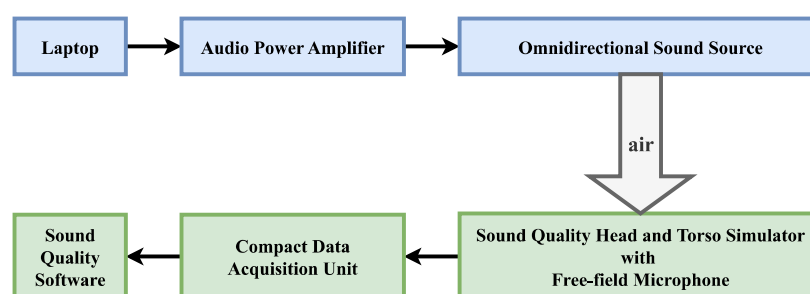 Laptop
Audio Power Amplifier
Omnidirectional Sound Source
air
Sound
Quality
Software
Compact Data
Acquisition Unit
Sound Quality Head and Torso Simulator
with
Free-field Microphone